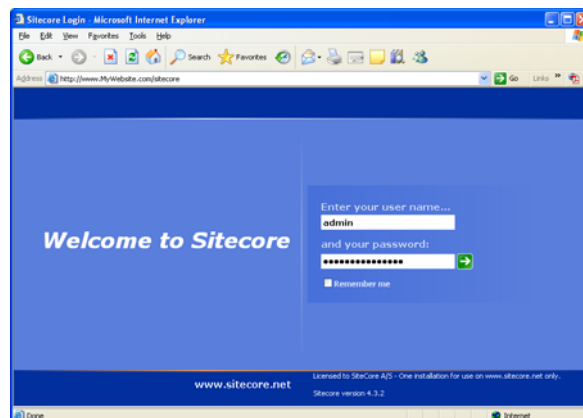 Sitecore Login - Microsoft Internet Explorer
File Edit View Favorites Tools Help
Back Search Favorites
Address http://www.MyWebsite.com/sitecore Go Links »
Enter your user name...
admin
Welcome to Sitecore
and your password:
•••••••••••••••
Remember me
Licensed to SiteCore A/S - One installation for use on www.sitecore.net only.
www.sitecore.net
Sitecore version 4.3.2
Done Internet